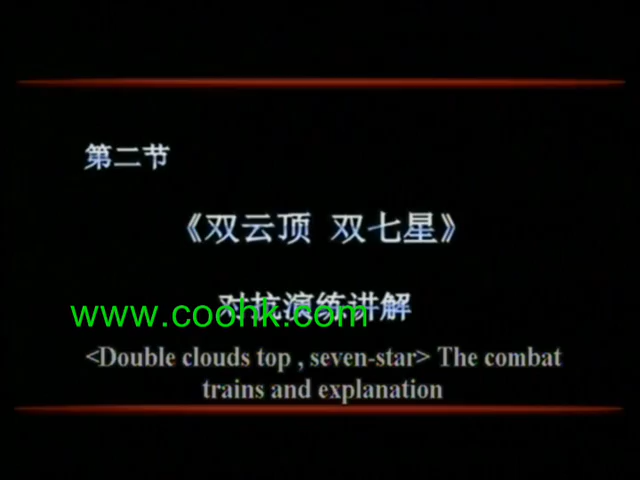 第二节
《双云顶 双七星》
对抗演练讲解
www.coohk.com
<Double clouds top , seven-star> The combat
trains and explanation